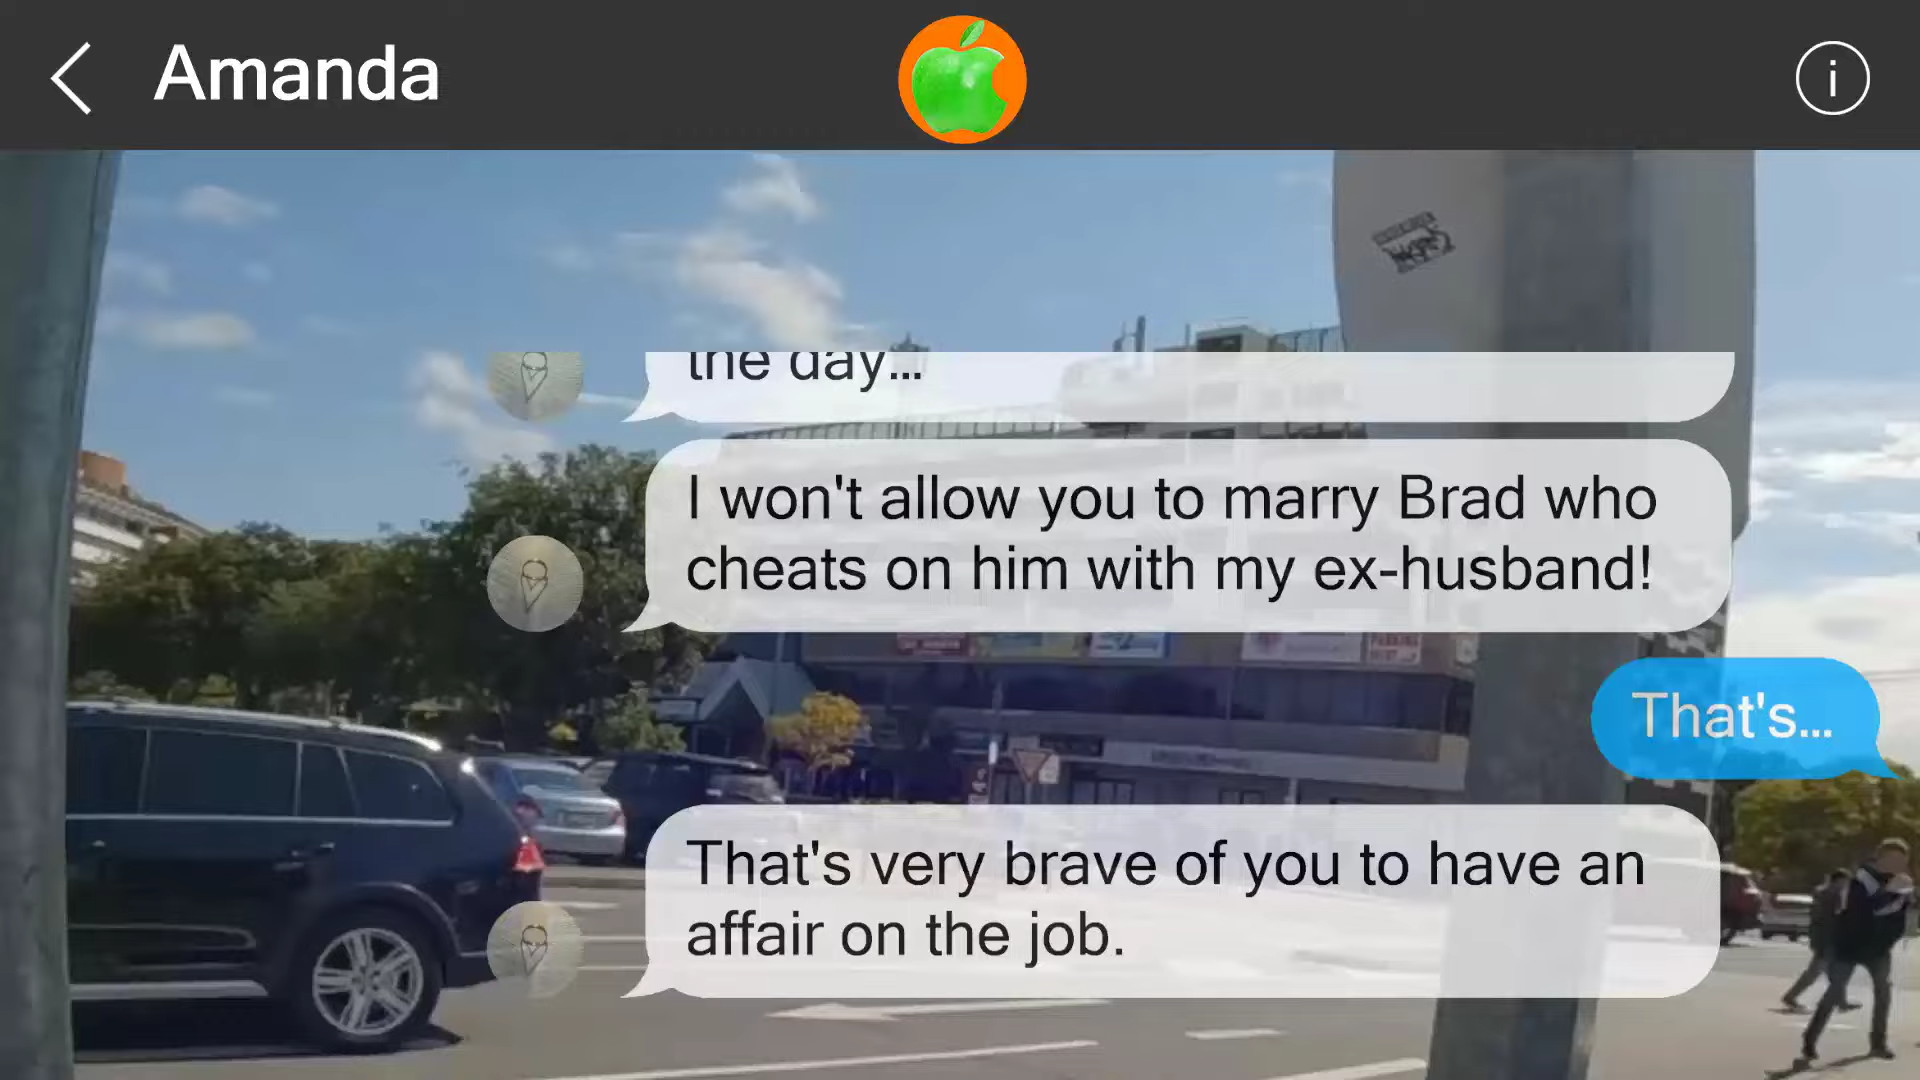 Amanda
i
the day...
I won't allow you to marry Brad who
cheats on him with my ex-husband!
That's...
That's very brave of you to have an
affair on the job.